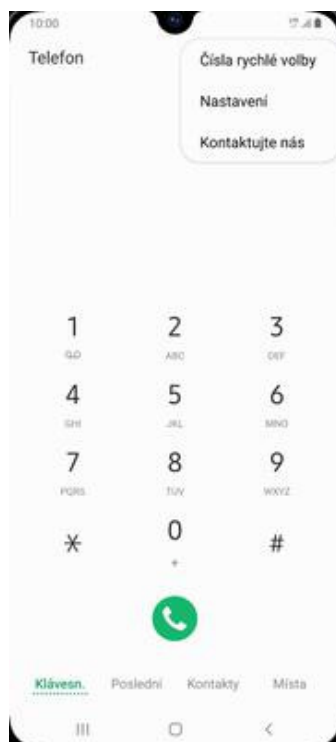 10:00
Telefon
Čísla rychlé volby
Nastavení
Kontaktujte nás
1 2 3
ABC DEF
4 5 6
GHI JKL MNO
7 8 9
PQRS TUV WXYZ
* 0 #
+
Klávesn. Poslední Kontakty Místa